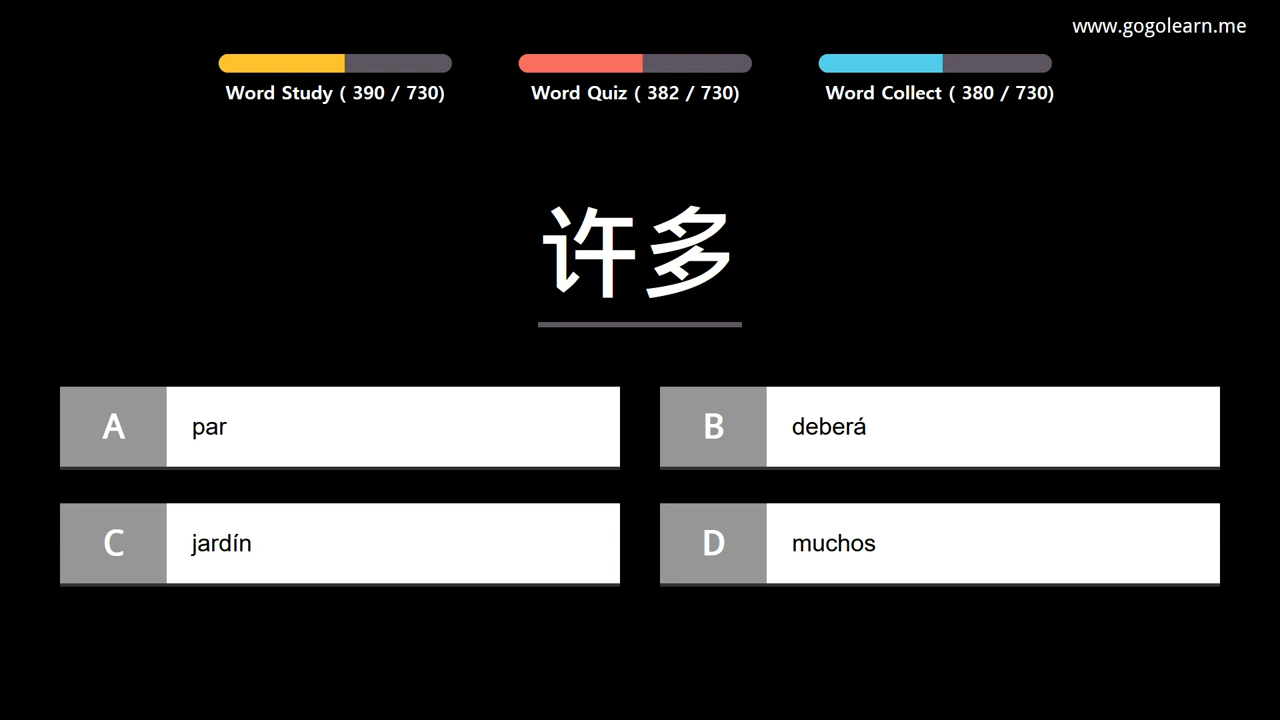 www.gogolearn.me
Word Study ( 390 / 730)
Word Quiz ( 382 / 730)
Word Collect ( 380 / 730)
许多
A par
B deberá
C jardín
D muchos